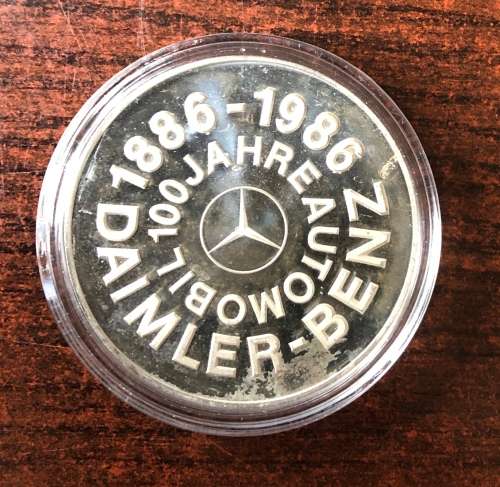 1886-1986
DAIMLER-BENZ
100 JAHRE AUTOMOBIL